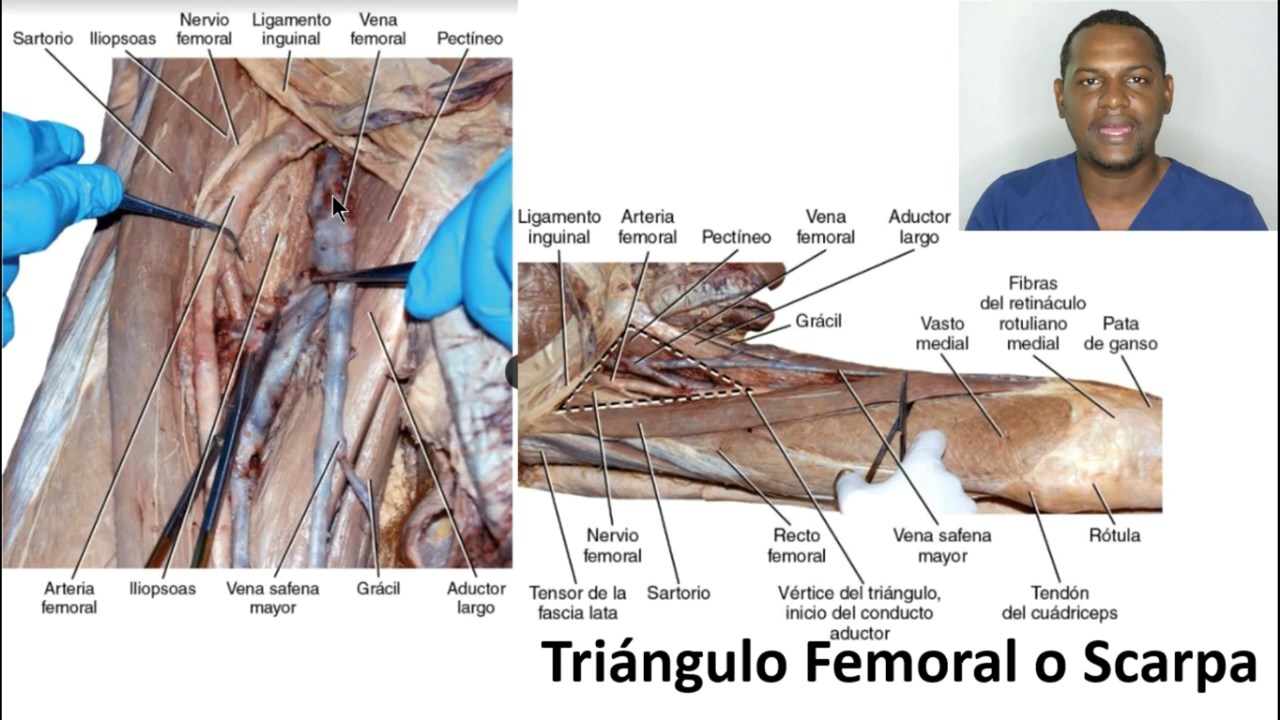 Sartorio
Iliopsoas
Nervio
femoral
Ligamento
inguinal
Vena
femoral
Pectíneo
Arteria
femoral
Iliopsoas
Vena safena
mayor
Grácil
Aductor
largo
Ligamento
inguinal
Arteria
femoral
Pectíneo
Vena
femoral
Aductor
largo
Grácil
Vasto
medial
Fibras
del retináculo
rotuliano
medial
Pata
de ganso
Nervio
femoral
Recto
femoral
Vena safena
mayor
Rótula
Tensor de la
fascia lata
Sartorio
Vértice del triángulo,
inicio del conducto
aductor
Tendón
del cuádriceps
Triángulo Femoral o Scarpa